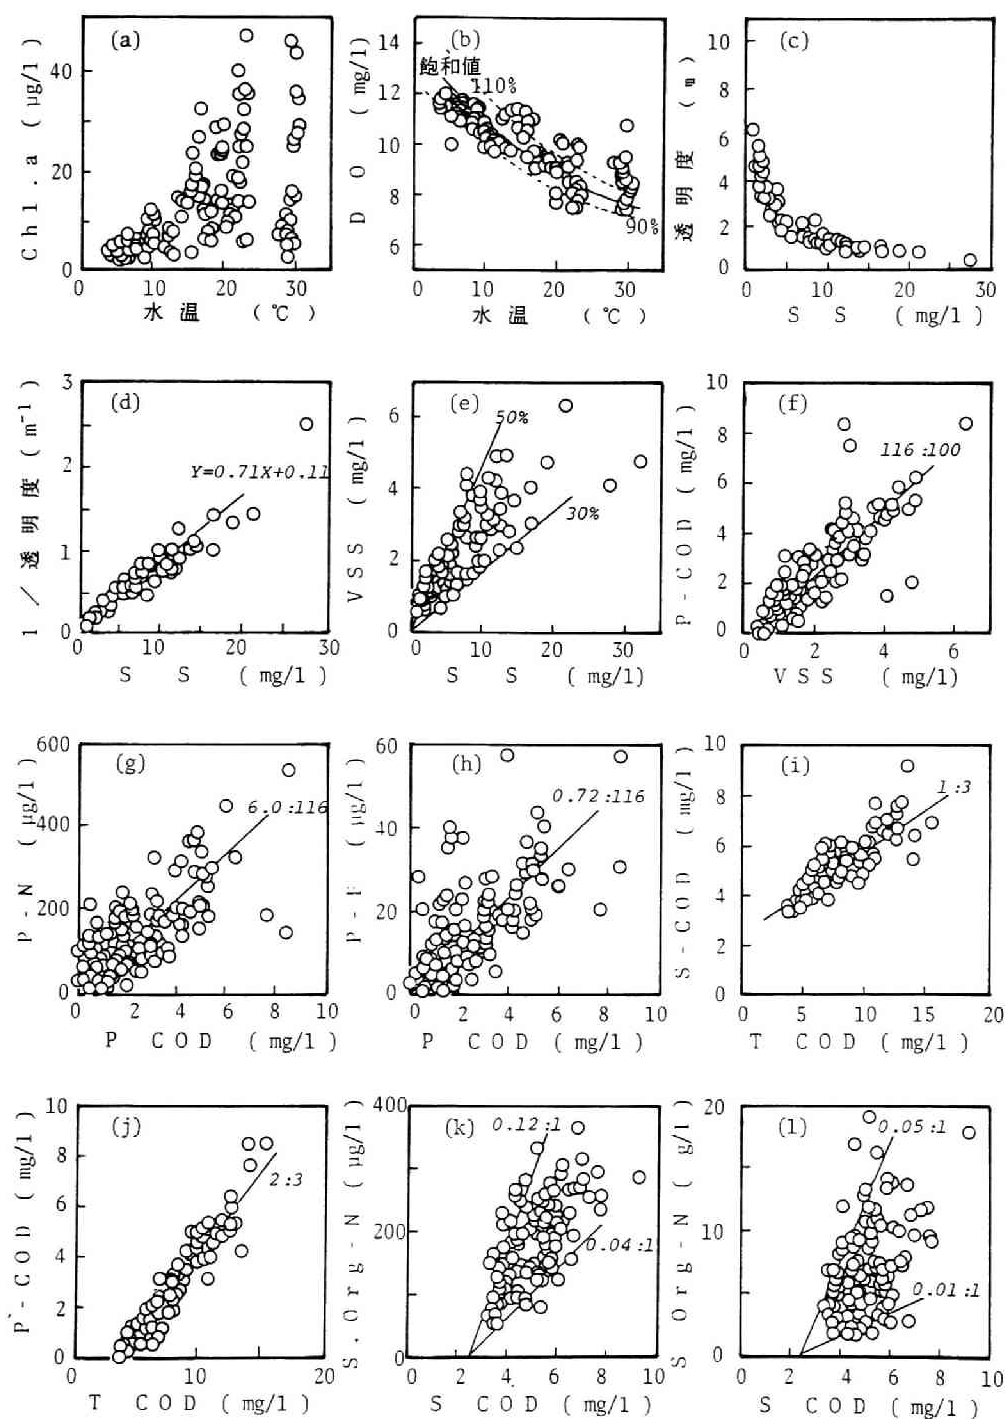 (a)
Chl.a (μg/l)
40
20
0
0 10 20 30
水温 (℃)
(b)
DO (mg/l)
14
12
10
8
6
飽和値
110%
90%
0 10 20 30
水温 (℃)
(c)
透明度 (m)
10
8
6
4
2
0
0 10 20 30
SS (mg/l)
(d)
1/透明度 (m⁻¹)
3
2
1
0
Y=0.71X+0.11
0 10 20 30
SS (mg/l)
(e)
VSS (mg/l)
6
4
2
0
50%
30%
0 10 20 30
SS (mg/l)
(f)
P-COD (mg/l)
10
8
6
4
2
0
116:100
0 2 4 6
VSS (mg/l)
(g)
P-N (μg/l)
600
400
200
0
6.0:116
0 2 4 6 8 10
P COD (mg/l)
(h)
(μg/l)
60
40
20
0
0.72:116
0 2 4 6 8 10
P COD (mg/l)
(i)
S-COD (mg/l)
10
8
6
4
2
0
1:3
0 5 10 15 20
T COD (mg/l)
(j)
P-COD (mg/l)
10
8
6
4
2
0
2:3
0 10 20
T COD (mg/l)
(k)
S.Org-N (μg/l)
400
200
0
0.12:1
0.04:1
0 2 4 6 8 10
S COD (mg/l)
(l)
S Org-N g/l)
20
10
0
0.05:1
0.01:1
0 2 4 6 8 10
S COD (mg/l)